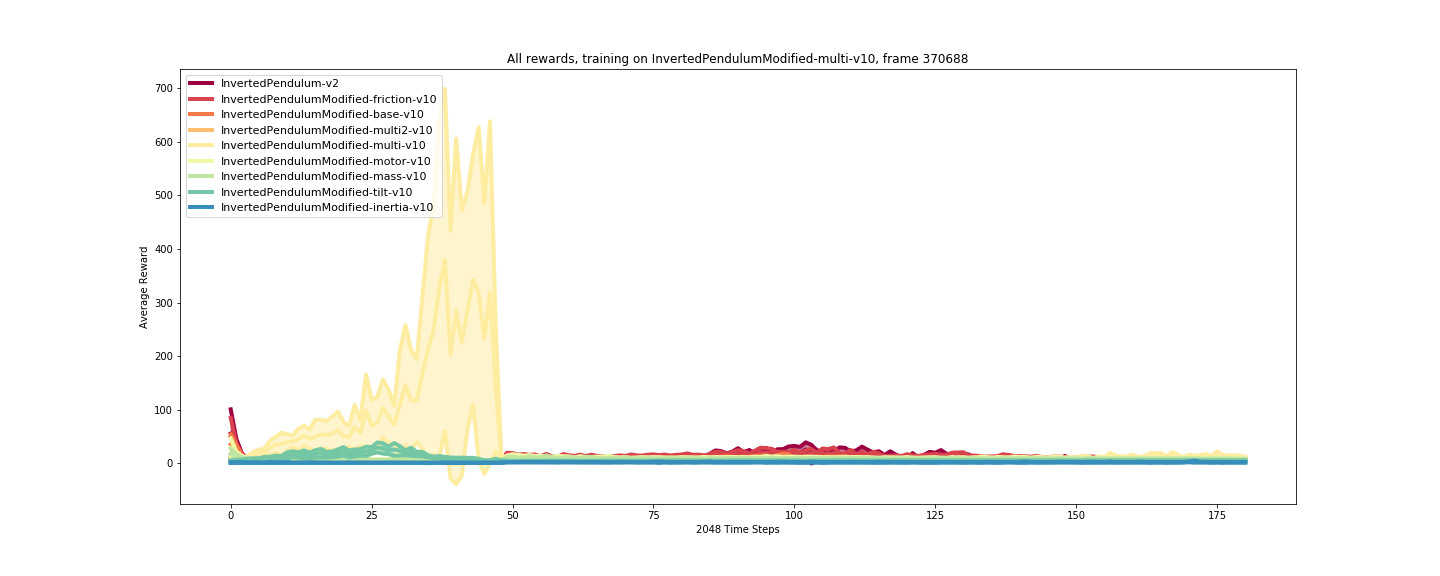 All rewards, training on InvertedPendulumModified-multi-v10, frame 370688
InvertedPendulum-v2
InvertedPendulumModified-friction-v10
InvertedPendulumModified-base-v10
InvertedPendulumModified-multi2-v10
InvertedPendulumModified-multi-v10
InvertedPendulumModified-motor-v10
InvertedPendulumModified-mass-v10
InvertedPendulumModified-tilt-v10
InvertedPendulumModified-inertia-v10
Average Reward
700
600
500
400
300
200
100
0
0 25 50 75 100 125 150 175
2048 Time Steps